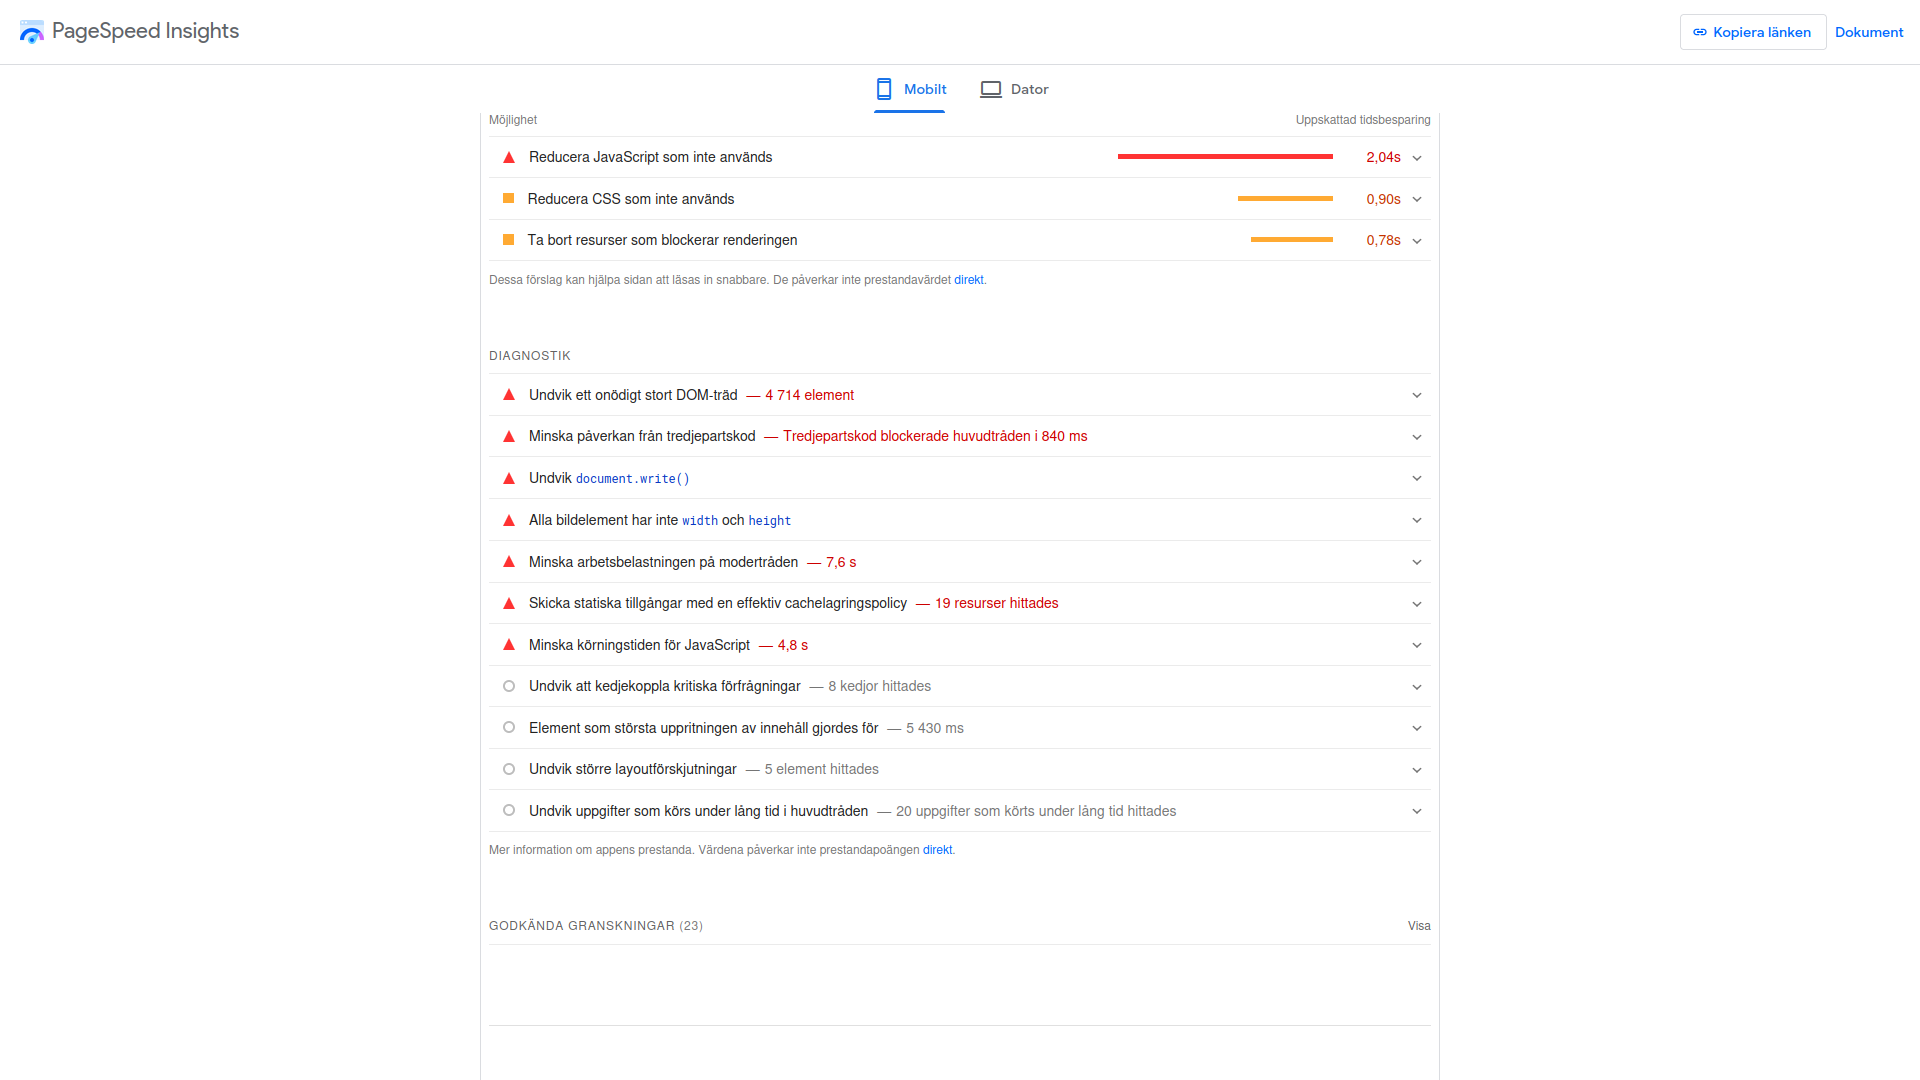 PageSpeed Insights
Kopiera länken
Dokument
Mobilt
Dator
Möjlighet
Uppskattad tidsbesparing
Reducera JavaScript som inte används
2,04s
Reducera CSS som inte används
0,90s
Ta bort resurser som blockerar renderingen
0,78s
Dessa förslag kan hjälpa sidan att läsas in snabbare. De påverkar inte prestandavärdet direkt.
DIAGNOSTIK
Undvik ett onödigt stort DOM-träd — 4 714 element
Minska påverkan från tredjepartskod — Tredjepartskod blockerade huvudtråden i 840 ms
Undvik document.write()
Alla bildelement har inte width och height
Minska arbetsbelastningen på modertråden — 7,6 s
Skicka statiska tillgångar med en effektiv cachelagringspolicy — 19 resurser hittades
Minska körningstiden för JavaScript — 4,8 s
Undvik att kedjekoppla kritiska förfrågningar — 8 kedjor hittades
Element som största uppritningen av innehåll gjordes för — 5 430 ms
Undvik större layoutförskjutningar — 5 element hittades
Undvik uppgifter som körs under lång tid i huvudtråden — 20 uppgifter som körts under lång tid hittades
Mer information om appens prestanda. Värdena påverkar inte prestandapoängen direkt.
GODKÄNDA GRANSKNINGAR (23)
Visa